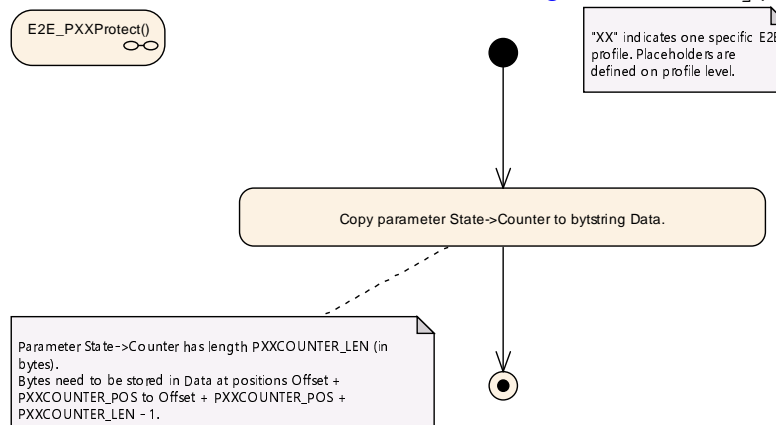 E2E_PXXProtect()
"XX" indicates one specific E2E
profile. Placeholders are
defined on profile level.
Copy parameter State->Counter to bytstring Data.
Parameter State->Counter has length PXXCOUNTER_LEN (in
bytes).
Bytes need to be stored in Data at positions Offset +
PXXCOUNTER_POS to Offset + PXXCOUNTER_POS +
PXXCOUNTER_LEN - 1.